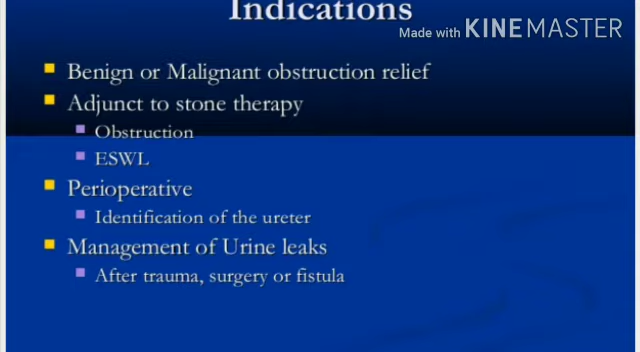 Indications
Made with KINEMASTER
Benign or Malignant obstruction relief
Adjunct to stone therapy
Obstruction
ESWL
Perioperative
Identification of the ureter
Management of Urine leaks
After trauma, surgery or fistula